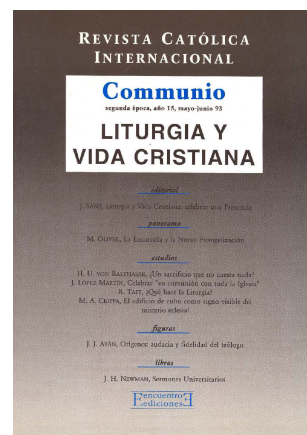 REVISTA CATÓLICA
INTERNACIONAL
Communio
segunda época, año 15, mayo-junio 93
LITURGIA Y
VIDA CRISTIANA
editorial
J. SANZ, Liturgia y Vida Cristiana: celebrar una Presencia
panorama
M. OLIVER, La Encarnada y la Nueva Evangelización
estudios
H. U. VON BALTHASAR, ¿Un sacrificio que no cuesta nada?
J. LÓPEZ MARTÍN, Celebrar "en comunión con toda la Iglesia"
R. TAFT, ¿Qué hace la Liturgia?
M. A. CRIPPA, El edificio de culto como signo visible del
misterio eclesial
figuras
J. J. AYÁN, Orígenes: audacia y fidelidad del teólogo
libros
J. H. NEWMAN, Sermones Universitarios
encuentro
ediciones